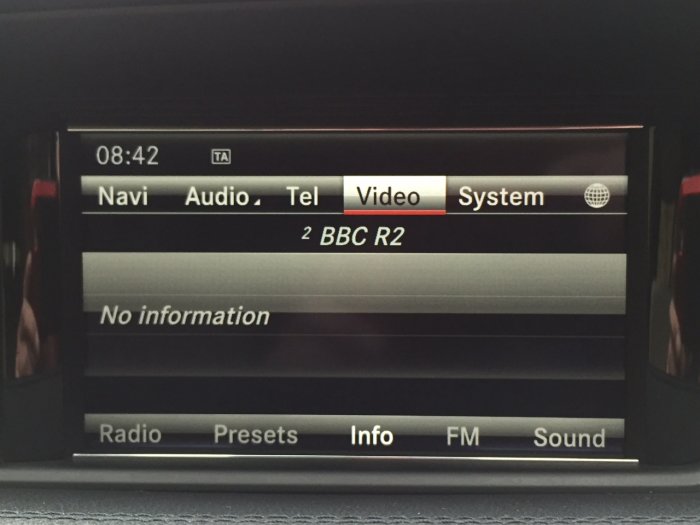 08:42 TA
Navi Audio Tel Video System
2 BBC R2
No information
Radio Presets Info FM Sound